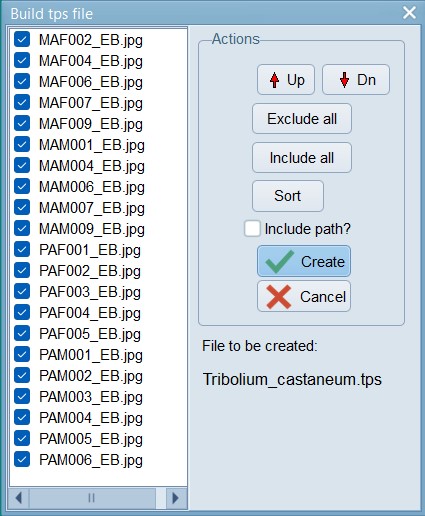 Build tps file
MAF002_EB.jpg
MAF004_EB.jpg
MAF006_EB.jpg
MAF007_EB.jpg
MAF009_EB.jpg
MAM001_EB.jpg
MAM004_EB.jpg
MAM006_EB.jpg
MAM007_EB.jpg
MAM009_EB.jpg
PAF001_EB.jpg
PAF002_EB.jpg
PAF003_EB.jpg
PAF004_EB.jpg
PAF005_EB.jpg
PAM001_EB.jpg
PAM002_EB.jpg
PAM003_EB.jpg
PAM004_EB.jpg
PAM005_EB.jpg
PAM006_EB.jpg
Actions
Up
Dn
Exclude all
Include all
Sort
Include path?
Create
Cancel
File to be created:
Tribolium_castaneum.tps